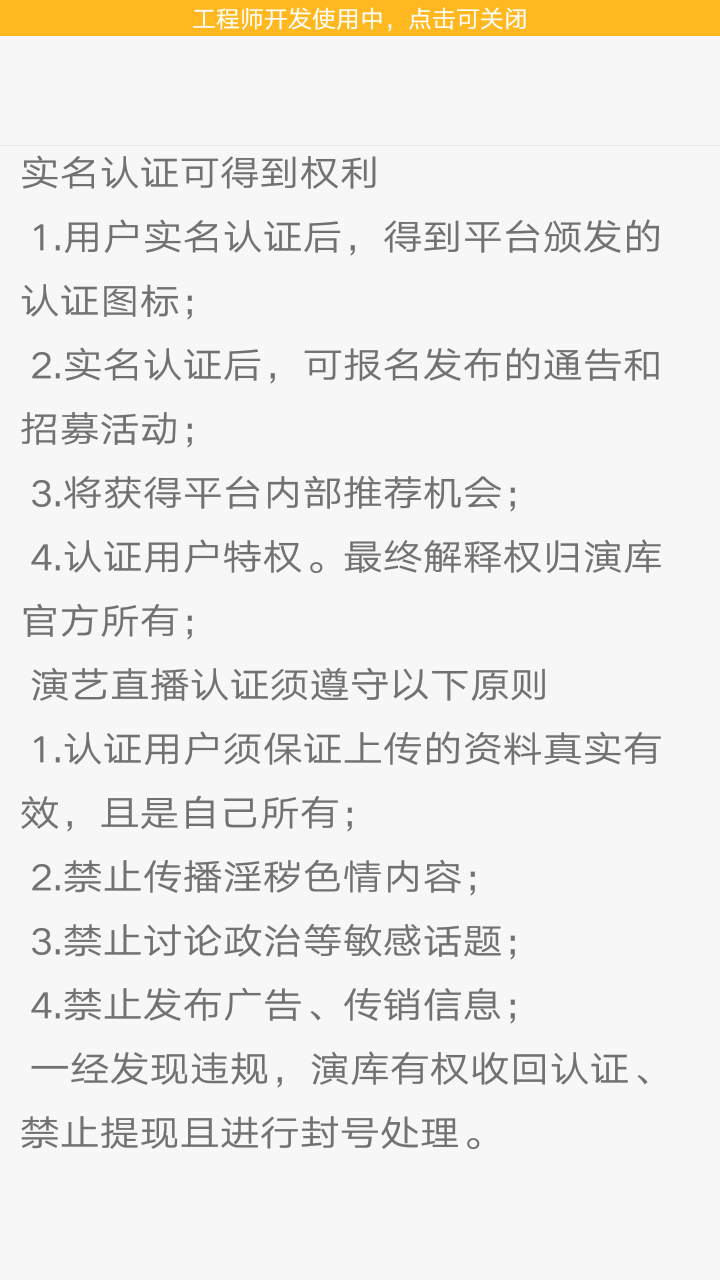 工程师开发使用中，点击可关闭
实名认证可得到权利
1.用户实名认证后，得到平台颁发的
认证图标；
2.实名认证后，可报名发布的通告和
招募活动；
3.将获得平台内部推荐机会；
4.认证用户特权。最终解释权归演库
官方所有；
演艺直播认证须遵守以下原则
1.认证用户须保证上传的资料真实有
效，且是自己所有；
2.禁止传播淫秽色情内容；
3.禁止讨论政治等敏感话题；
4.禁止发布广告、传销信息；
一经发现违规，演库有权收回认证、
禁止提现且进行封号处理。